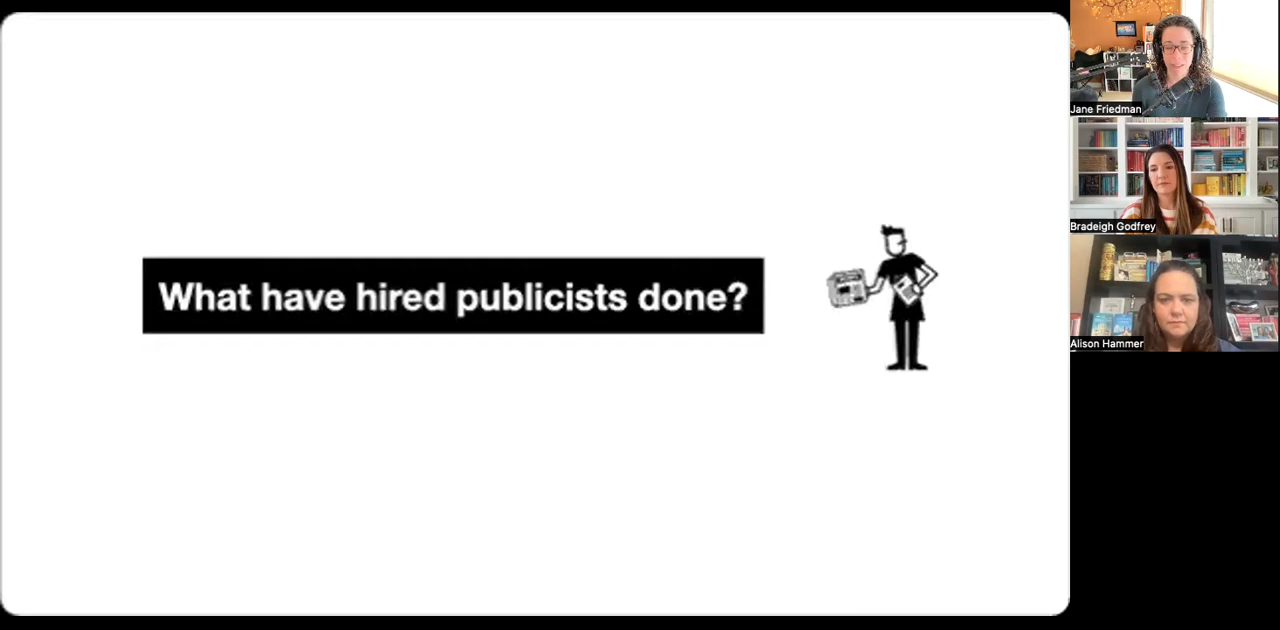 What have hired publicists done?
Jane Friedman
Bradeigh Godfrey
Alison Hammer